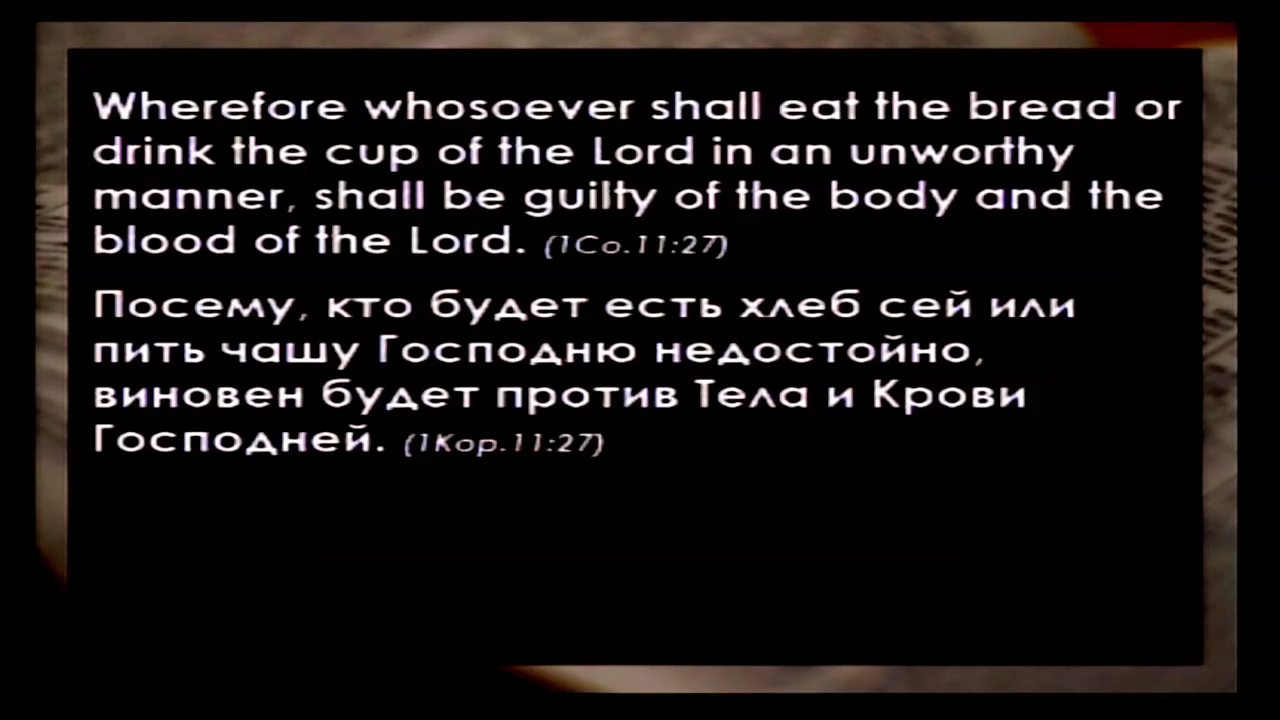 Wherefore whosoever shall eat the bread or
drink the cup of the Lord in an unworthy
manner, shall be guilty of the body and the
blood of the Lord. (1Co.11:27)
Посему, кто будет есть хлеб сей или
пить чашу Господню недостойно,
виновен будет против Тела и Крови
Господней. (1Кор.11:27)